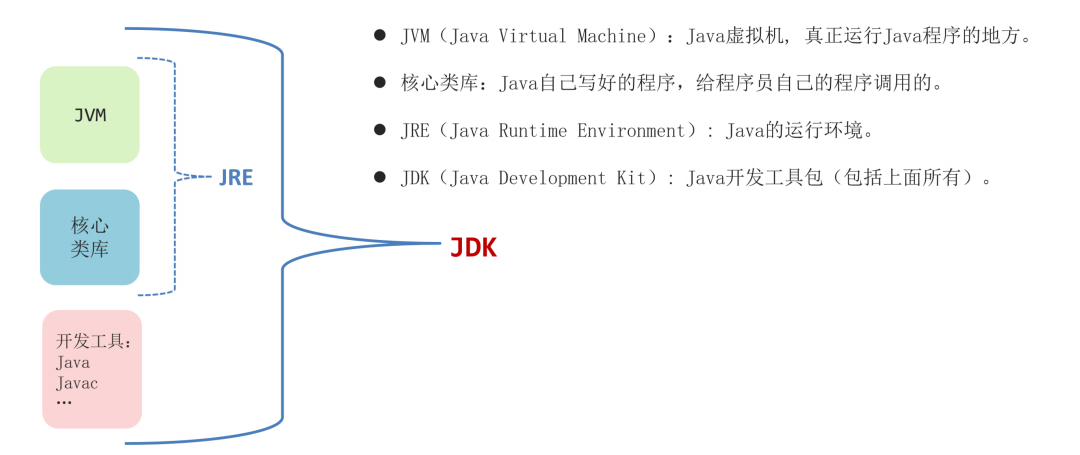 JVM
核心
类库
开发工具：
Java
Javac
…
JRE
JDK
● JVM（Java Virtual Machine）：Java虚拟机, 真正运行Java程序的地方。
● 核心类库：Java自己写好的程序，给程序员自己的程序调用的。
● JRE（Java Runtime Environment）: Java的运行环境。
● JDK（Java Development Kit）: Java开发工具包（包括上面所有）。